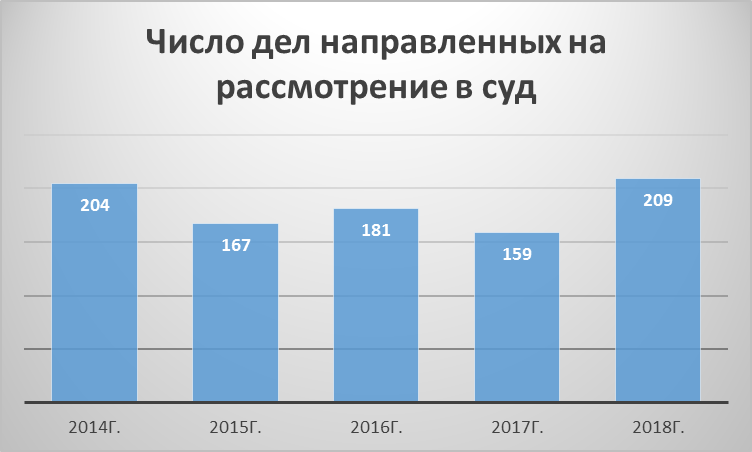 Число дел направленных на
рассмотрение в суд
204
167
181
159
209
2014Г.
2015Г.
2016Г.
2017Г.
2018Г.